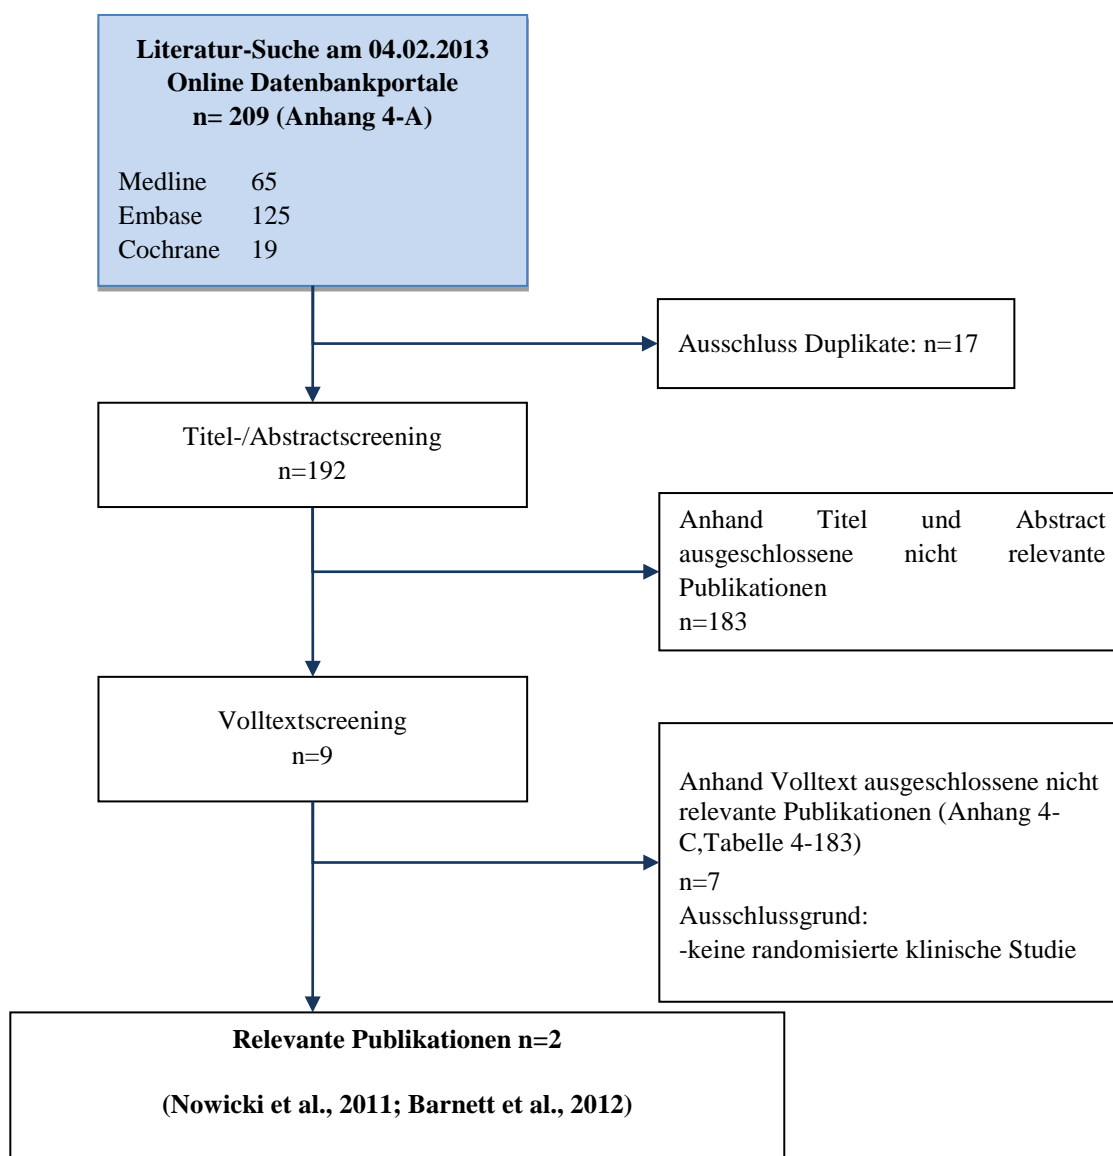 Literatur-Suche am 04.02.2013
Online Datenbankportale
n= 209 (Anhang 4-A)
Medline 65
Embase 125
Cochrane 19
Ausschluss Duplikate: n=17
Titel-/Abstractscreening
n=192
Anhand Titel und Abstract
ausgeschlossene nicht relevante
Publikationen
n=183
Volltextscreening
n=9
Anhand Volltext ausgeschlossene nicht
relevante Publikationen (Anhang 4-
C,Tabelle 4-183)
n=7
Ausschlussgrund:
-keine randomisierte klinische Studie
Relevante Publikationen n=2
(Nowicki et al., 2011; Barnett et al., 2012)